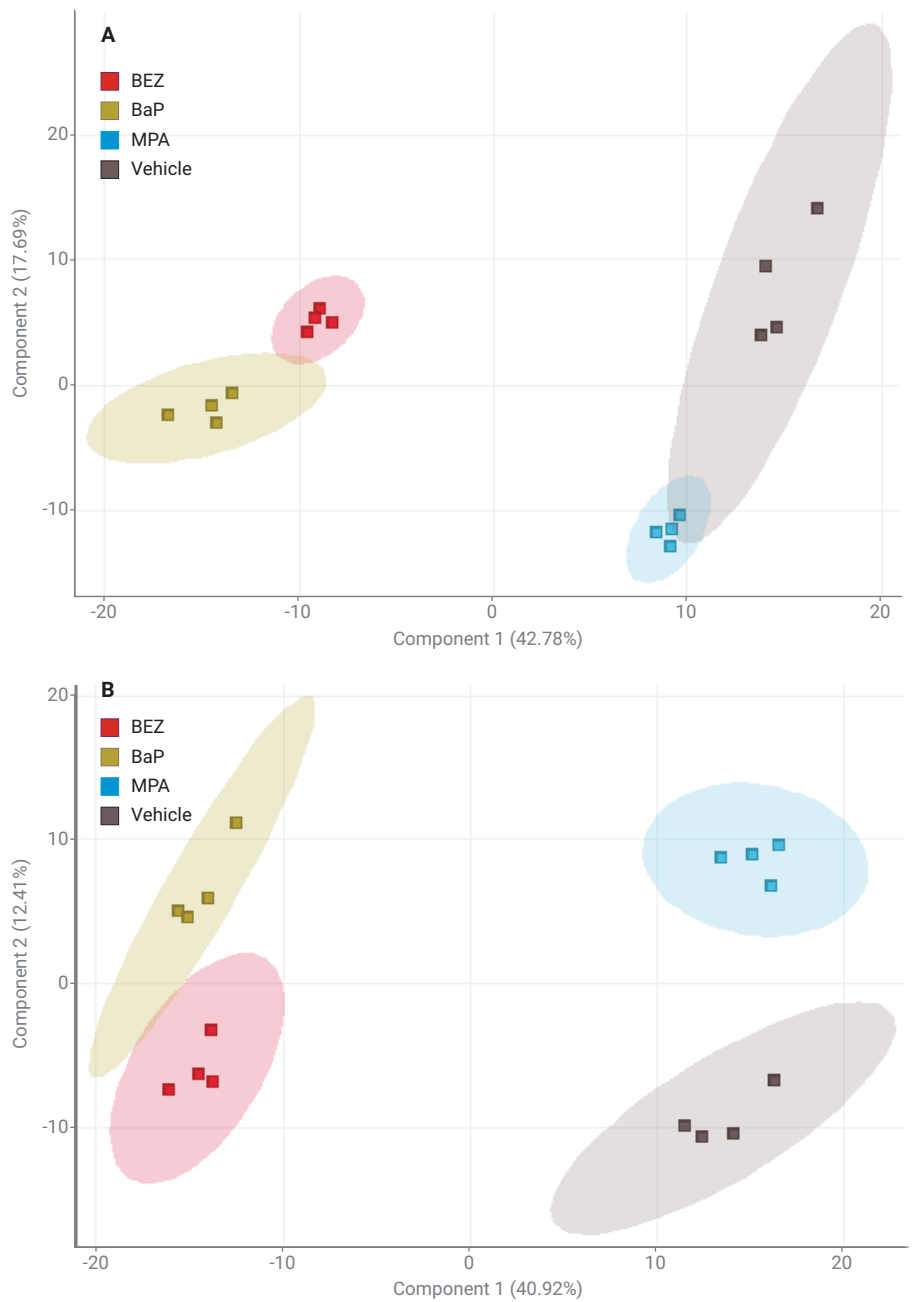 A
BEZ
BaP
MPA
Vehicle
20
10
0
-10
Component 2 (17.69%)
-20
-10
0
10
20
Component 1 (42.78%)
B
BEZ
BaP
MPA
Vehicle
20
10
0
-10
Component 2 (12.41%)
-20
-10
0
10
20
Component 1 (40.92%)